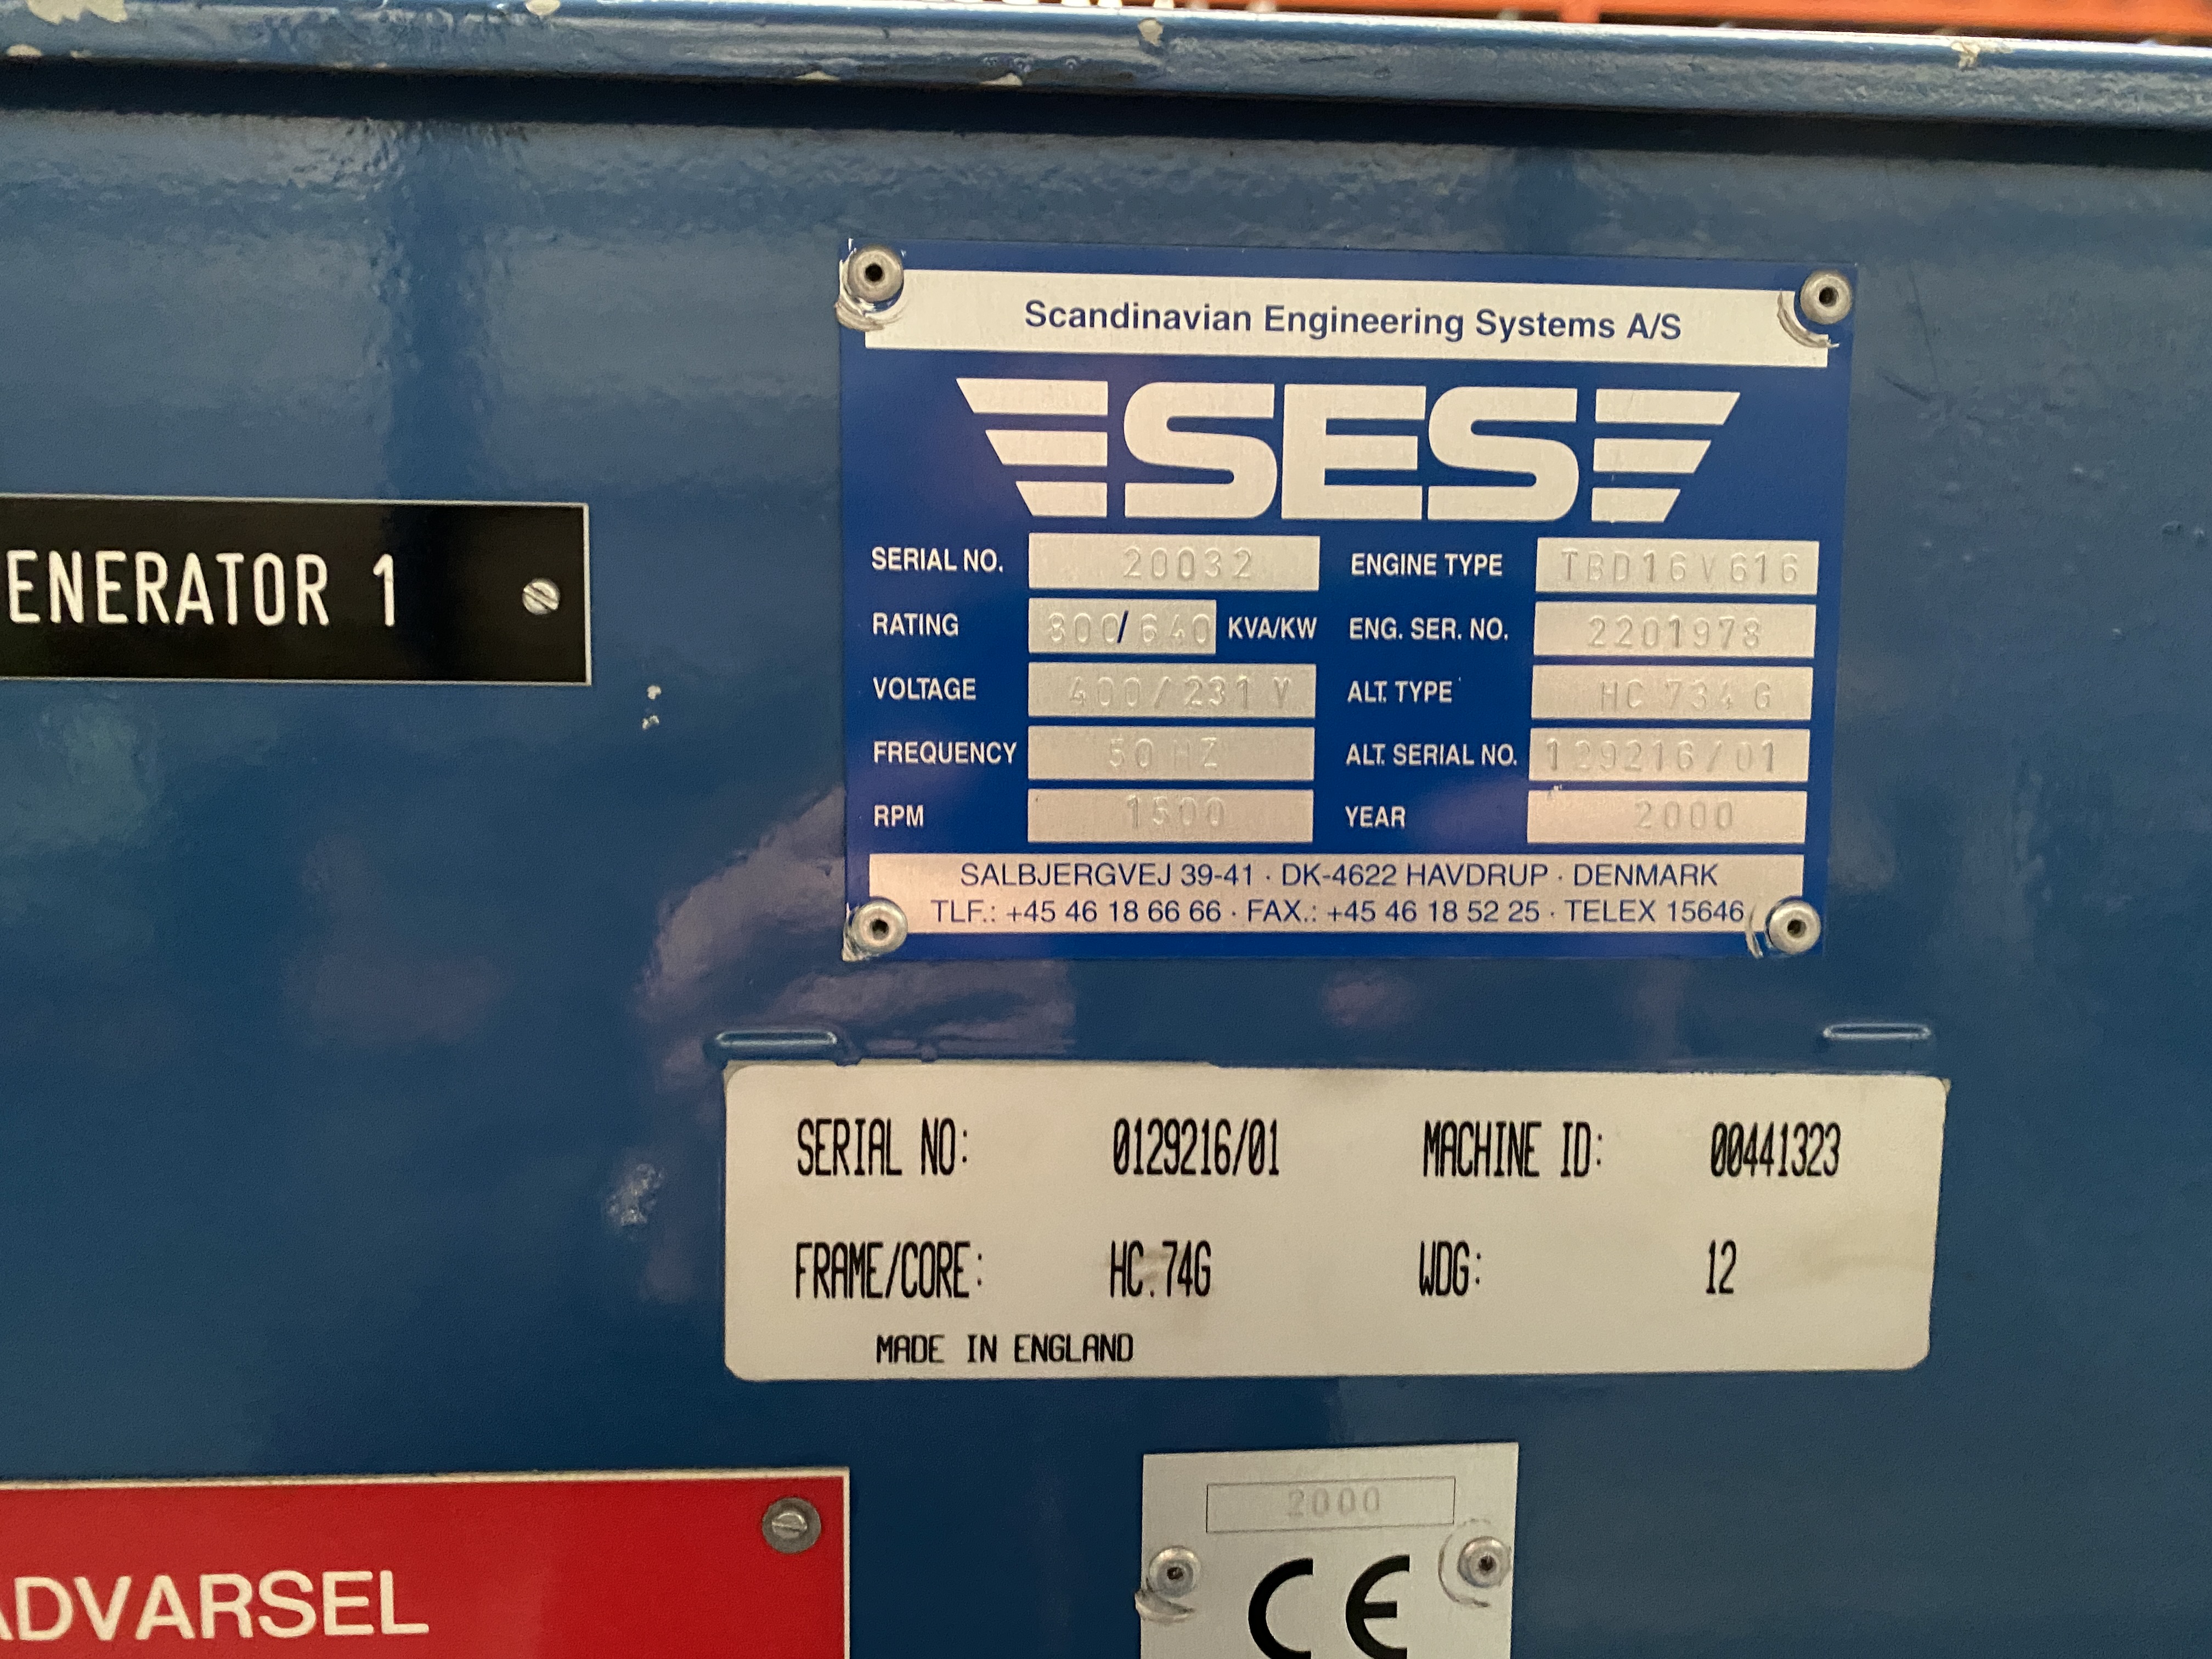 ENERATOR 1
Scandinavian Engineering Systems A/S
SES
SERIAL NO. 20032 ENGINE TYPE TBD16V616
RATING 800/640 KVA/KW ENG. SER. NO. 2201978
VOLTAGE 400/231 V ALT. TYPE HC 734 G
FREQUENCY 50 HZ ALT. SERIAL NO. 129216/01
RPM 1500 YEAR 2000
SALBJERGVEJ 39-41 · DK-4622 HAVDRUP · DENMARK
TLF.: +45 46 18 66 66 · FAX.: +45 46 18 52 25 · TELEX 15646
SERIAL NO: 0129216/01 MACHINE ID: 00441323
FRAME/CORE: HC.74G WDG: 12
MADE IN ENGLAND
2000
CE
ADVARSEL